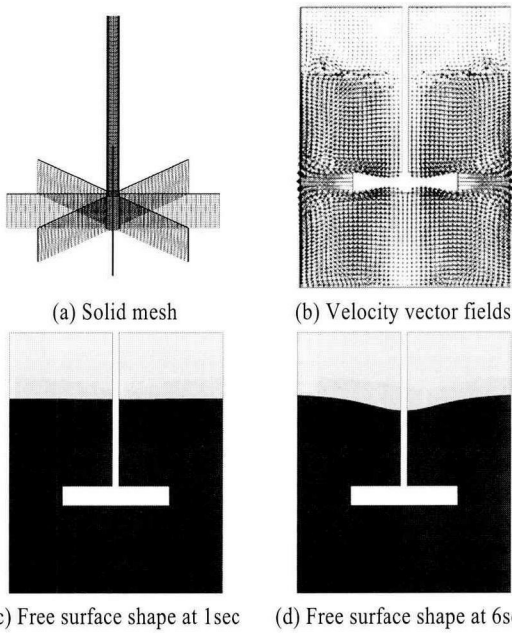 (a) Solid mesh
(b) Velocity vector fields
c) Free surface shape at 1sec
(d) Free surface shape at 6s